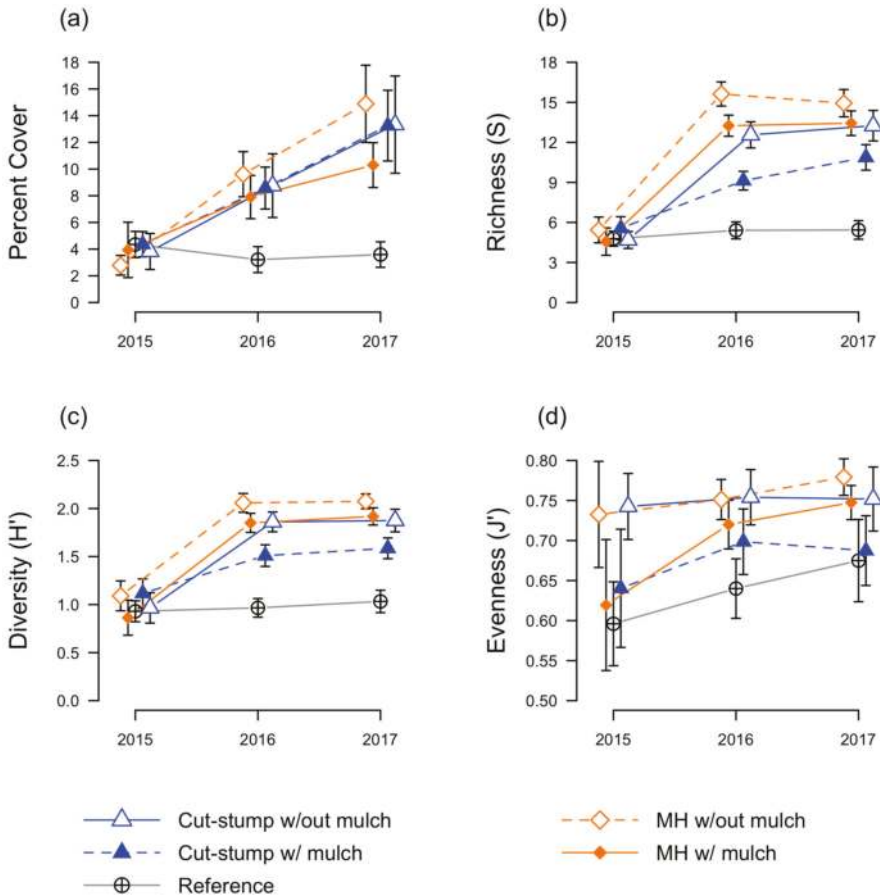 (a)
(b)
Percent Cover
18
16
14
12
10
8
6
4
2
0
2015 2016 2017
Richness (S)
18
15
12
9
6
3
0
2015 2016 2017
(c)
(d)
Diversity (H')
2.5
2.0
1.5
1.0
0.5
0.0
2015 2016 2017
Evenness (J')
0.80
0.75
0.70
0.65
0.60
0.55
0.50
2015 2016 2017
Cut-stump w/out mulch
Cut-stump w/ mulch
Reference
MH w/out mulch
MH w/ mulch